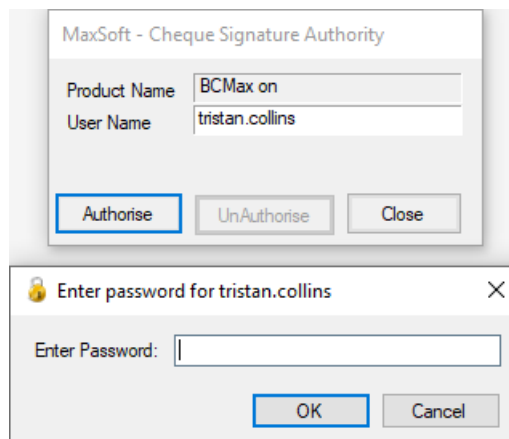 MaxSoft - Cheque Signature Authority
Product Name BCMax on
User Name tristan.collins
Authorise UnAuthorise Close
Enter password for tristan.collins
Enter Password:
OK Cancel